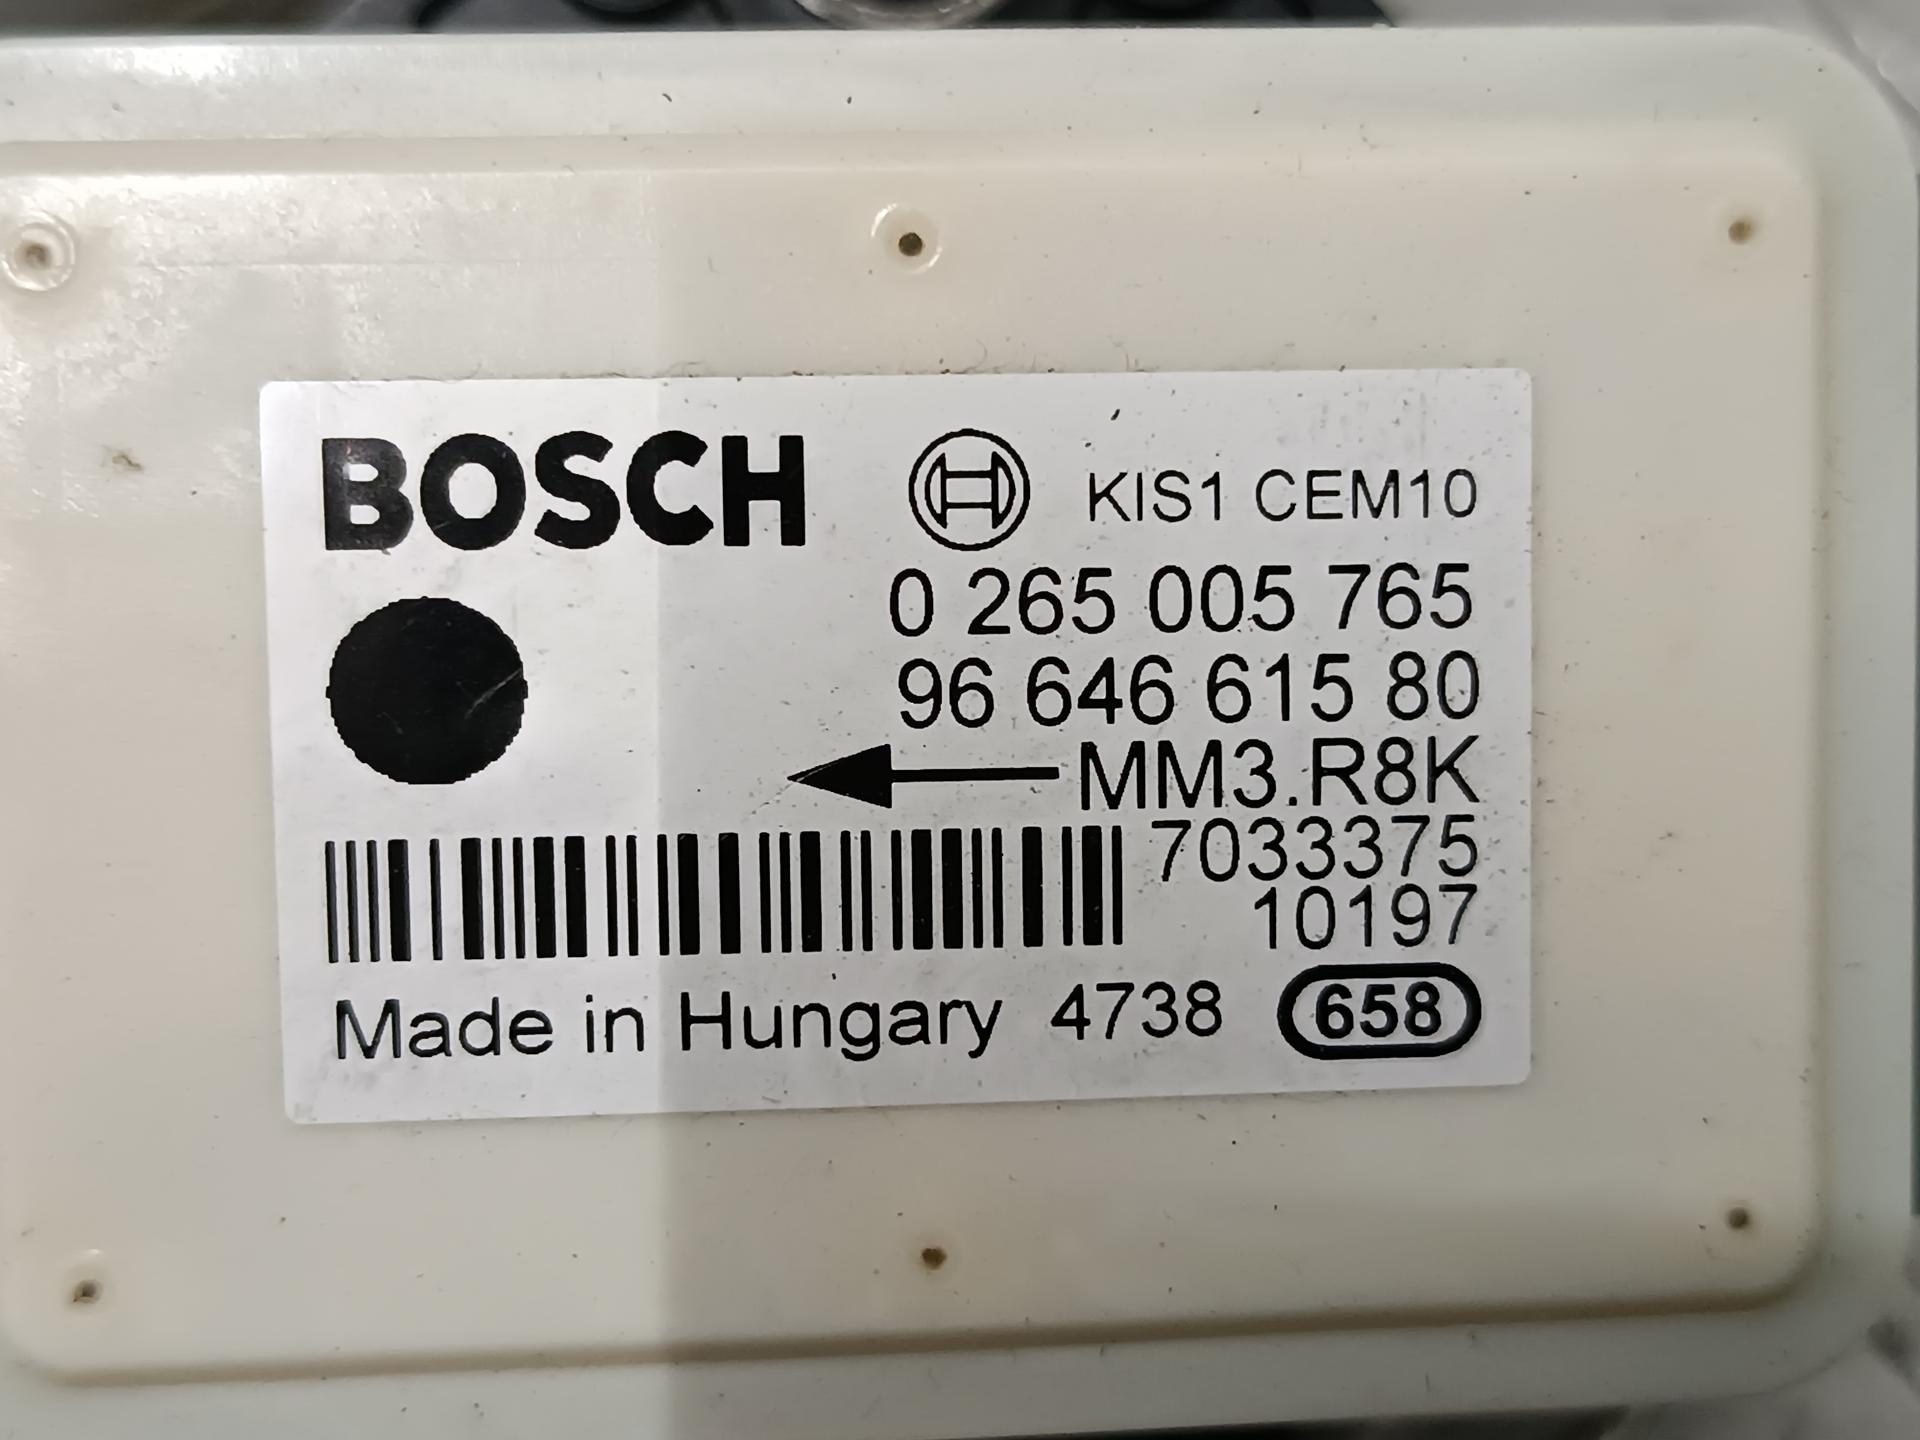 BOSCH KIS1 CEM10
0 265 005 765
96 646 615 80
MM3.R8K
7033375
10197
Made in Hungary 4738 658